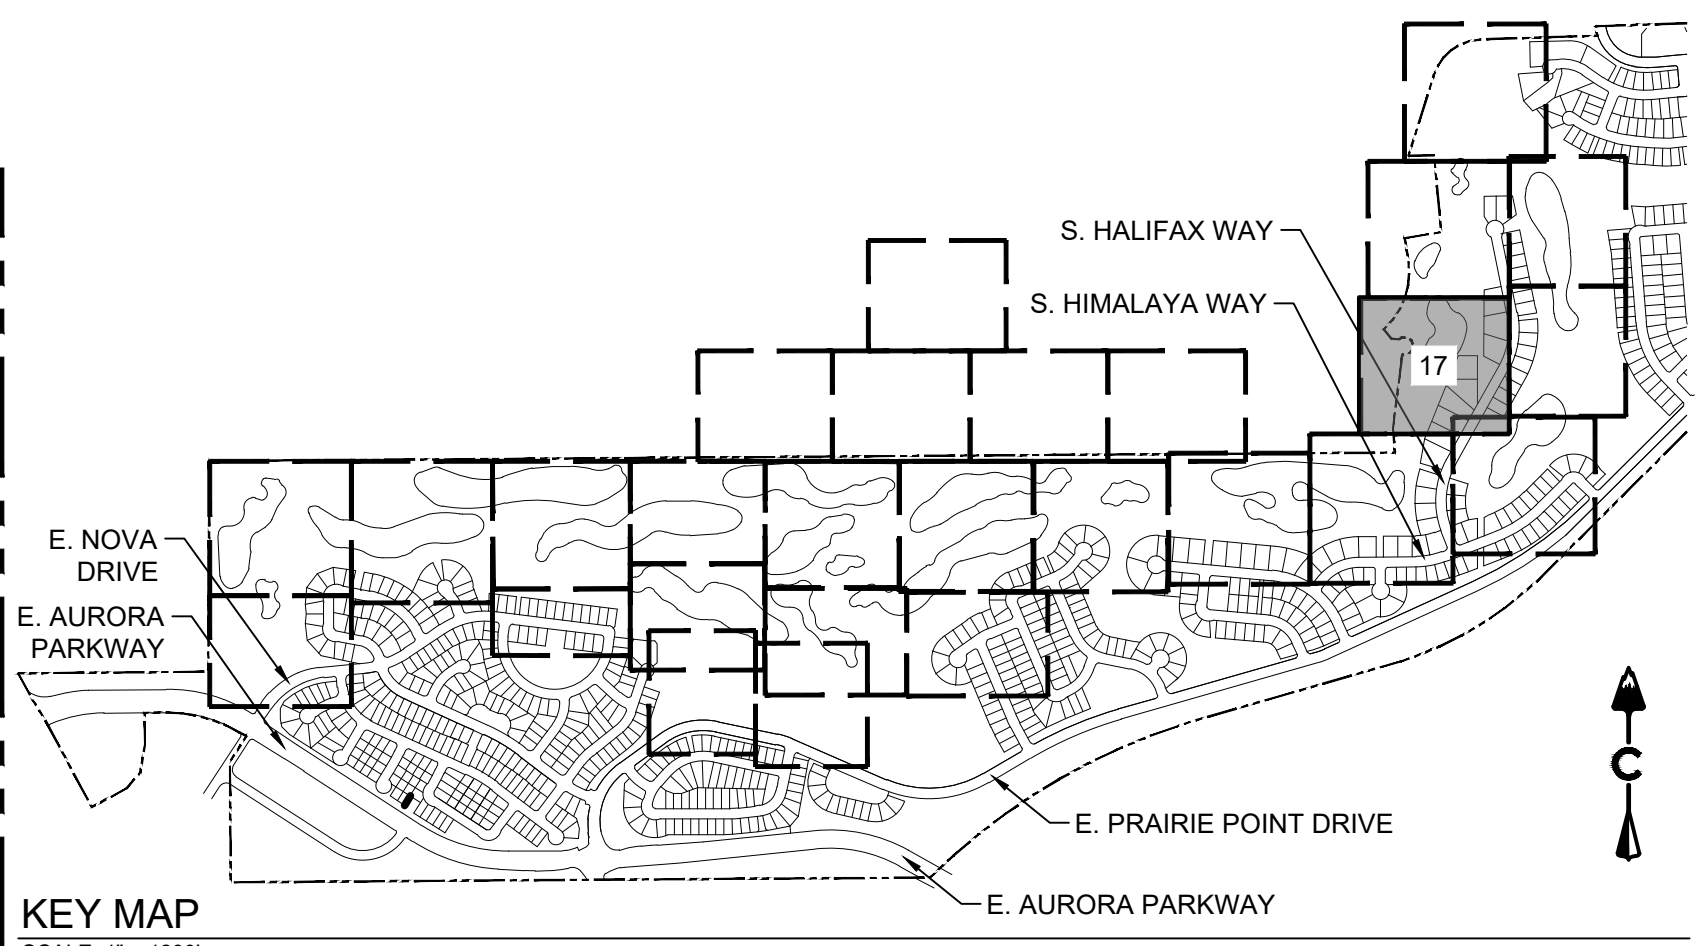 S. HALIFAX WAY
S. HIMALAYA WAY
17
E. NOVA
DRIVE
E. AURORA
PARKWAY
E. PRAIRIE POINT DRIVE
E. AURORA PARKWAY
C
KEY MAP